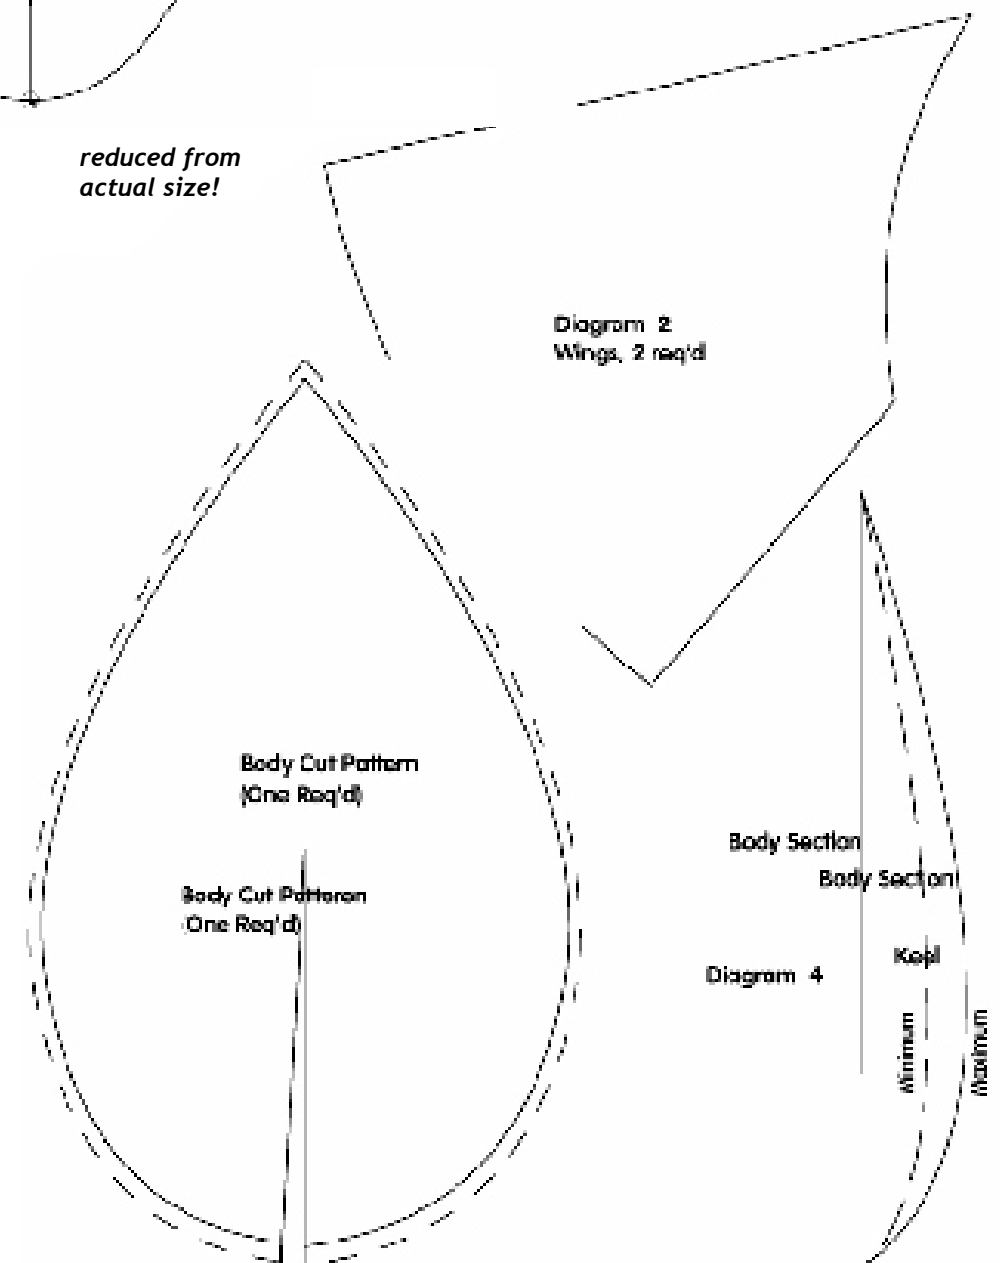 reduced from
actual size!
Diagram 2
Wings, 2 req'd
Body Cut Pattern
(One Req'd)
Body Cut Patteron
(One Req'd)
Body Section
Body Section
Keel
Diagram 4
Minimum
Maximum